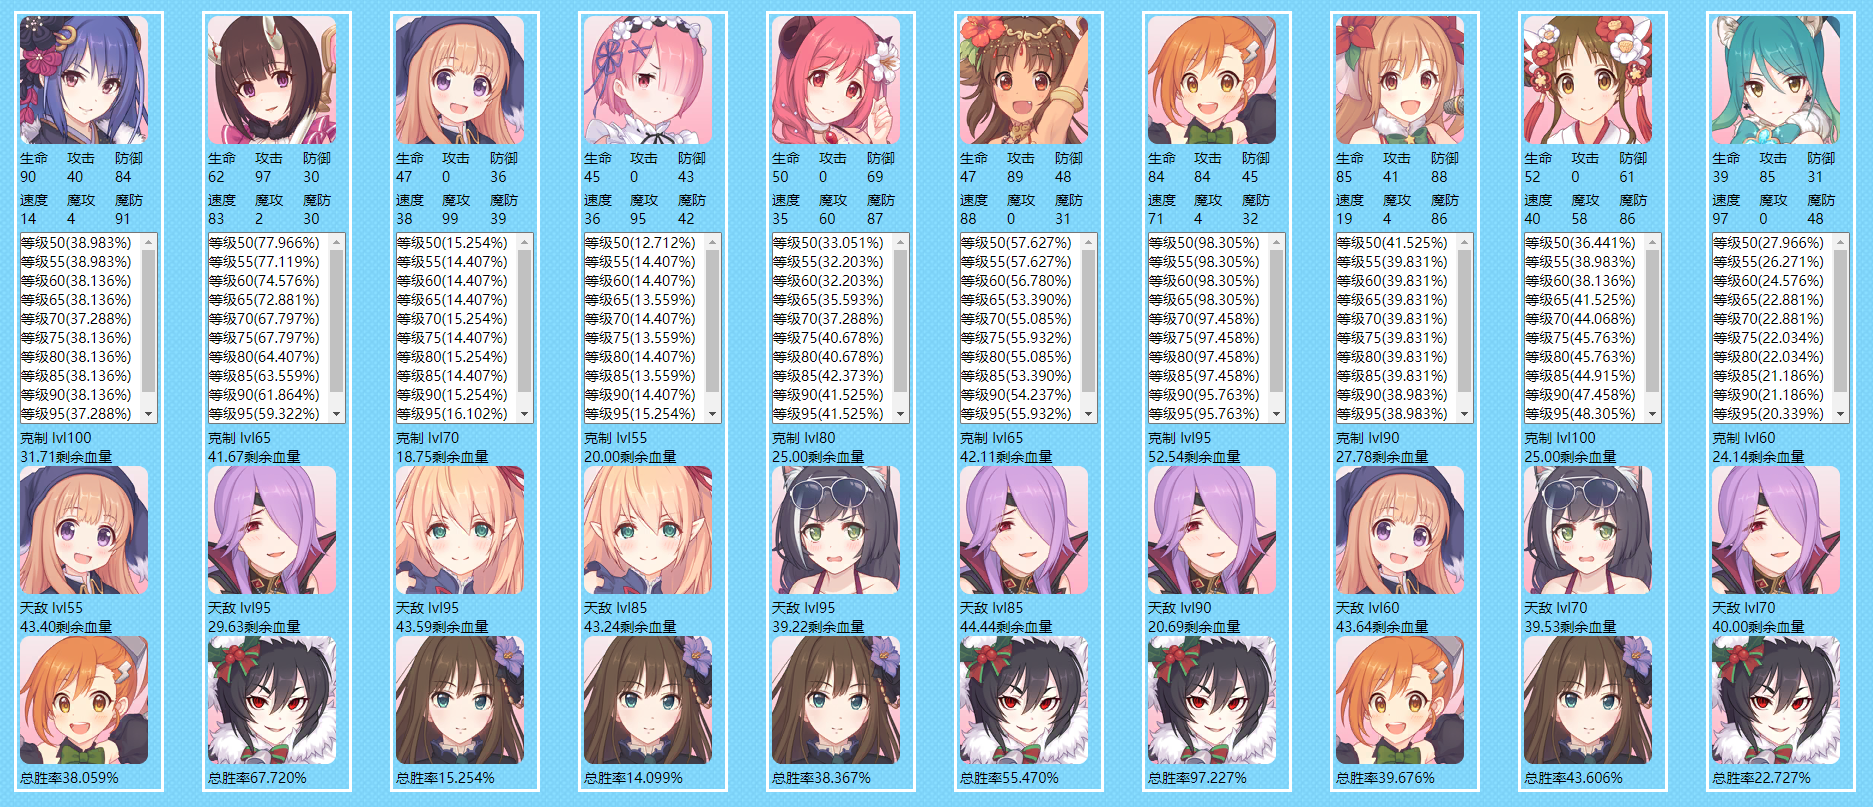 生命 攻击 防御
90 40 84
速度 魔攻 魔防
14 4 91
等级50(38.983%)
等级55(38.983%)
等级60(38.136%)
等级65(38.136%)
等级70(37.288%)
等级75(38.136%)
等级80(38.136%)
等级85(38.136%)
等级90(38.136%)
等级95(37.288%)
克制 lvl100
31.71剩余血量
天敌 lvl55
43.40剩余血量
总胜率38.059%
生命 攻击 防御
62 97 30
速度 魔攻 魔防
83 2 30
等级50(77.966%)
等级55(77.119%)
等级60(74.576%)
等级65(72.881%)
等级70(67.797%)
等级75(67.797%)
等级80(64.407%)
等级85(63.559%)
等级90(61.864%)
等级95(59.322%)
克制 lvl65
41.67剩余血量
天敌 lvl95
29.63剩余血量
总胜率67.720%
生命 攻击 防御
47 0 36
速度 魔攻 魔防
38 99 39
等级50(15.254%)
等级55(14.407%)
等级60(14.407%)
等级65(14.407%)
等级70(15.254%)
等级75(14.407%)
等级80(15.254%)
等级85(14.407%)
等级90(15.254%)
等级95(16.102%)
克制 lvl70
18.75剩余血量
天敌 lvl95
43.59剩余血量
总胜率15.254%
生命 攻击 防御
45 0 43
速度 魔攻 魔防
36 95 42
等级50(12.712%)
等级55(14.407%)
等级60(14.407%)
等级65(13.559%)
等级70(14.407%)
等级75(13.559%)
等级80(14.407%)
等级85(13.559%)
等级90(14.407%)
等级95(15.254%)
克制 lvl55
20.00剩余血量
天敌 lvl85
43.24剩余血量
总胜率14.099%
生命 攻击 防御
50 0 69
速度 魔攻 魔防
35 60 87
等级50(33.051%)
等级55(32.203%)
等级60(32.203%)
等级65(35.593%)
等级70(37.288%)
等级75(40.678%)
等级80(40.678%)
等级85(42.373%)
等级90(41.525%)
等级95(41.525%)
克制 lvl80
25.00剩余血量
天敌 lvl95
39.22剩余血量
总胜率38.367%
生命 攻击 防御
47 89 48
速度 魔攻 魔防
88 0 31
等级50(57.627%)
等级55(57.627%)
等级60(56.780%)
等级65(53.390%)
等级70(55.085%)
等级75(55.932%)
等级80(55.085%)
等级85(53.390%)
等级90(54.237%)
等级95(55.932%)
克制 lvl65
42.11剩余血量
天敌 lvl85
44.44剩余血量
总胜率55.470%
生命 攻击 防御
84 84 45
速度 魔攻 魔防
71 4 32
等级50(98.305%)
等级55(98.305%)
等级60(98.305%)
等级65(98.305%)
等级70(97.458%)
等级75(97.458%)
等级80(97.458%)
等级85(97.458%)
等级90(95.763%)
等级95(95.763%)
克制 lvl95
52.54剩余血量
天敌 lvl90
20.69剩余血量
总胜率97.227%
生命 攻击 防御
85 41 88
速度 魔攻 魔防
19 4 86
等级50(41.525%)
等级55(39.831%)
等级60(39.831%)
等级65(39.831%)
等级70(39.831%)
等级75(39.831%)
等级80(39.831%)
等级85(39.831%)
等级90(38.983%)
等级95(38.983%)
克制 lvl90
27.78剩余血量
天敌 lvl60
43.64剩余血量
总胜率39.676%
生命 攻击 防御
52 0 61
速度 魔攻 魔防
40 58 86
等级50(36.441%)
等级55(38.983%)
等级60(38.136%)
等级65(41.525%)
等级70(44.068%)
等级75(45.763%)
等级80(45.763%)
等级85(44.915%)
等级90(47.458%)
等级95(48.305%)
克制 lvl100
25.00剩余血量
天敌 lvl70
39.53剩余血量
总胜率43.606%
生命 攻击 防御
39 85 31
速度 魔攻 魔防
97 0 48
等级50(27.966%)
等级55(26.271%)
等级60(24.576%)
等级65(22.881%)
等级70(22.881%)
等级75(22.034%)
等级80(22.034%)
等级85(21.186%)
等级90(21.186%)
等级95(20.339%)
克制 lvl60
24.14剩余血量
天敌 lvl70
40.00剩余血量
总胜率22.727%